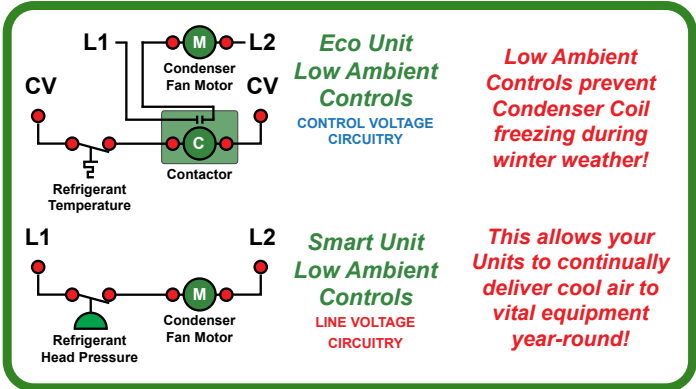 L1
M
L2
Condenser
Fan Motor
CV
CV
C
Contactor
Refrigerant
Temperature
Eco Unit
Low Ambient
Controls
CONTROL VOLTAGE
CIRCUITRY
Low Ambient
Controls prevent
Condenser Coil
freezing during
winter weather!
L1
L2
M
Condenser
Fan Motor
Refrigerant
Head Pressure
Smart Unit
Low Ambient
Controls
LINE VOLTAGE
CIRCUITRY
This allows your
Units to continually
deliver cool air to
vital equipment
year-round!